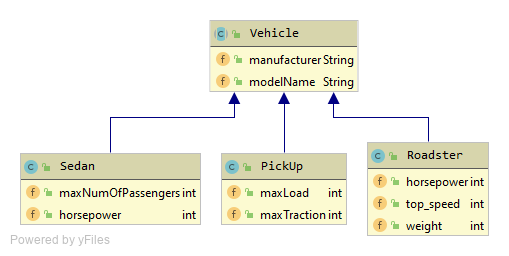 Vehicle
manufacturer String
modelName String
Sedan
maxNumOfPassengers int
horsepower int
PickUp
maxLoad int
maxTraction int
Roadster
horsepower int
top_speed int
weight int
Powered by yFiles